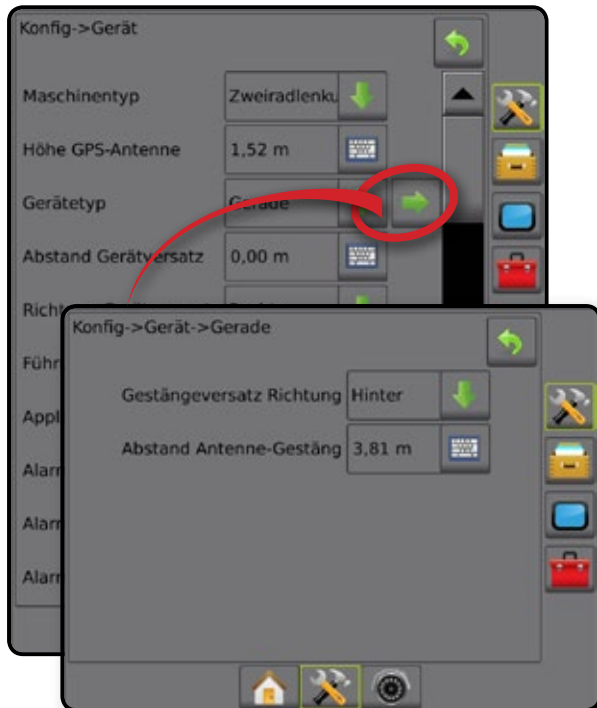 Konfig->Gerät
Maschinentyp Zweiradlenku
Höhe GPS-Antenne 1,52 m
Gerätetyp Gerade
Abstand Gerätversatz 0,00 m
Konfig->Gerät->Gerade
Gestängeversatz Richtung Hinter
Abstand Antenne-Gestäng 3,81 m